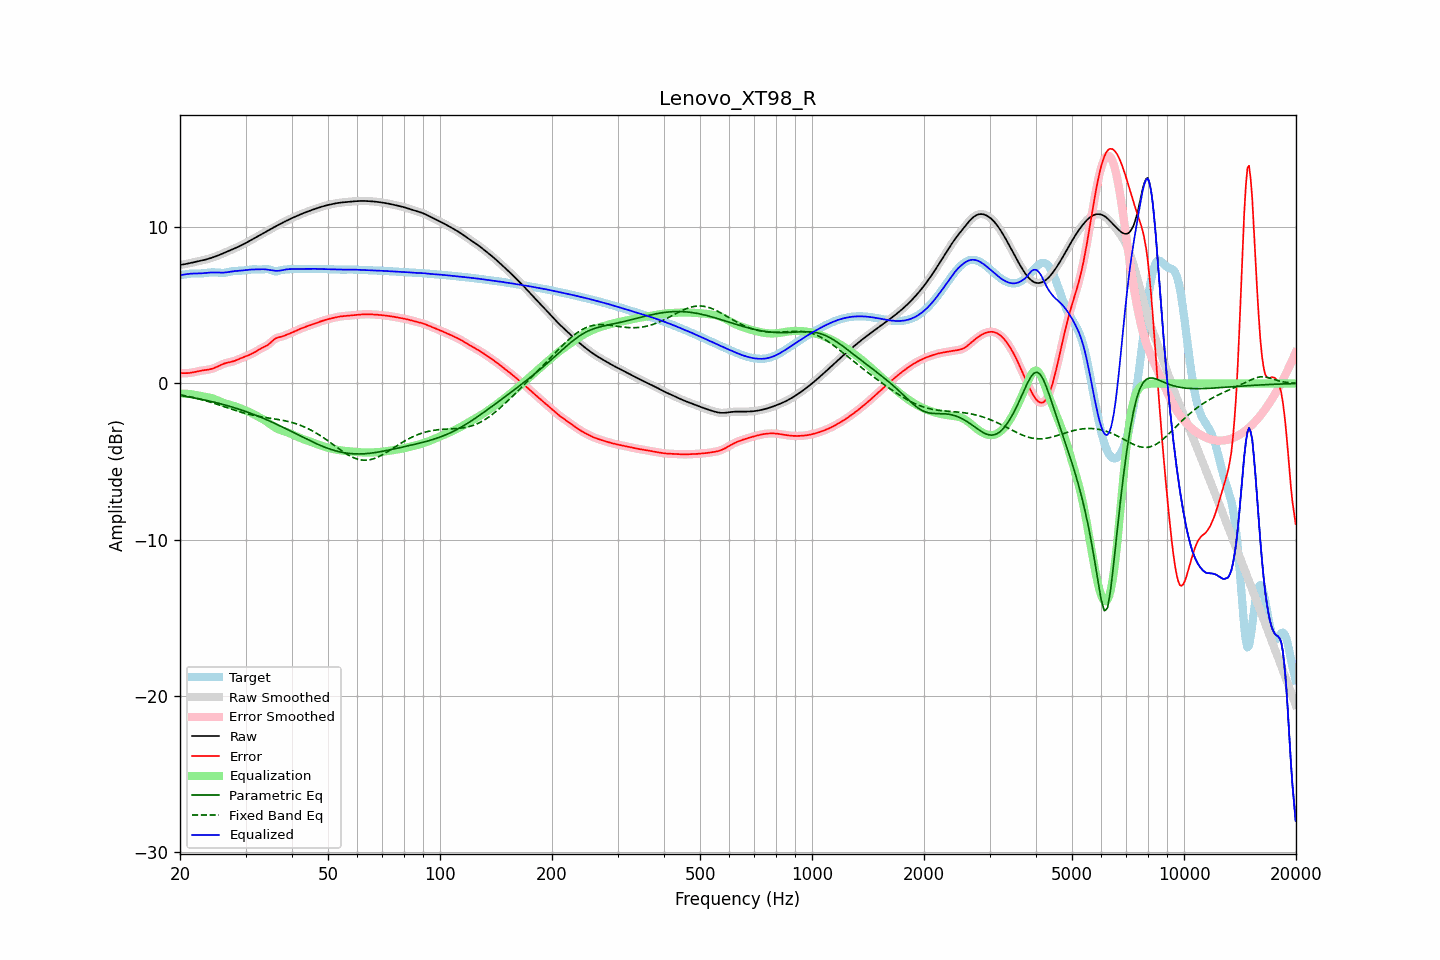 Lenovo_XT98_R
Amplitude (dBr)
10
0
−10
−20
−30
Target
Raw Smoothed
Error Smoothed
Raw
Error
Equalization
Parametric Eq
Fixed Band Eq
Equalized
20 50 100 200 500 1000 2000 5000 10000 20000
Frequency (Hz)